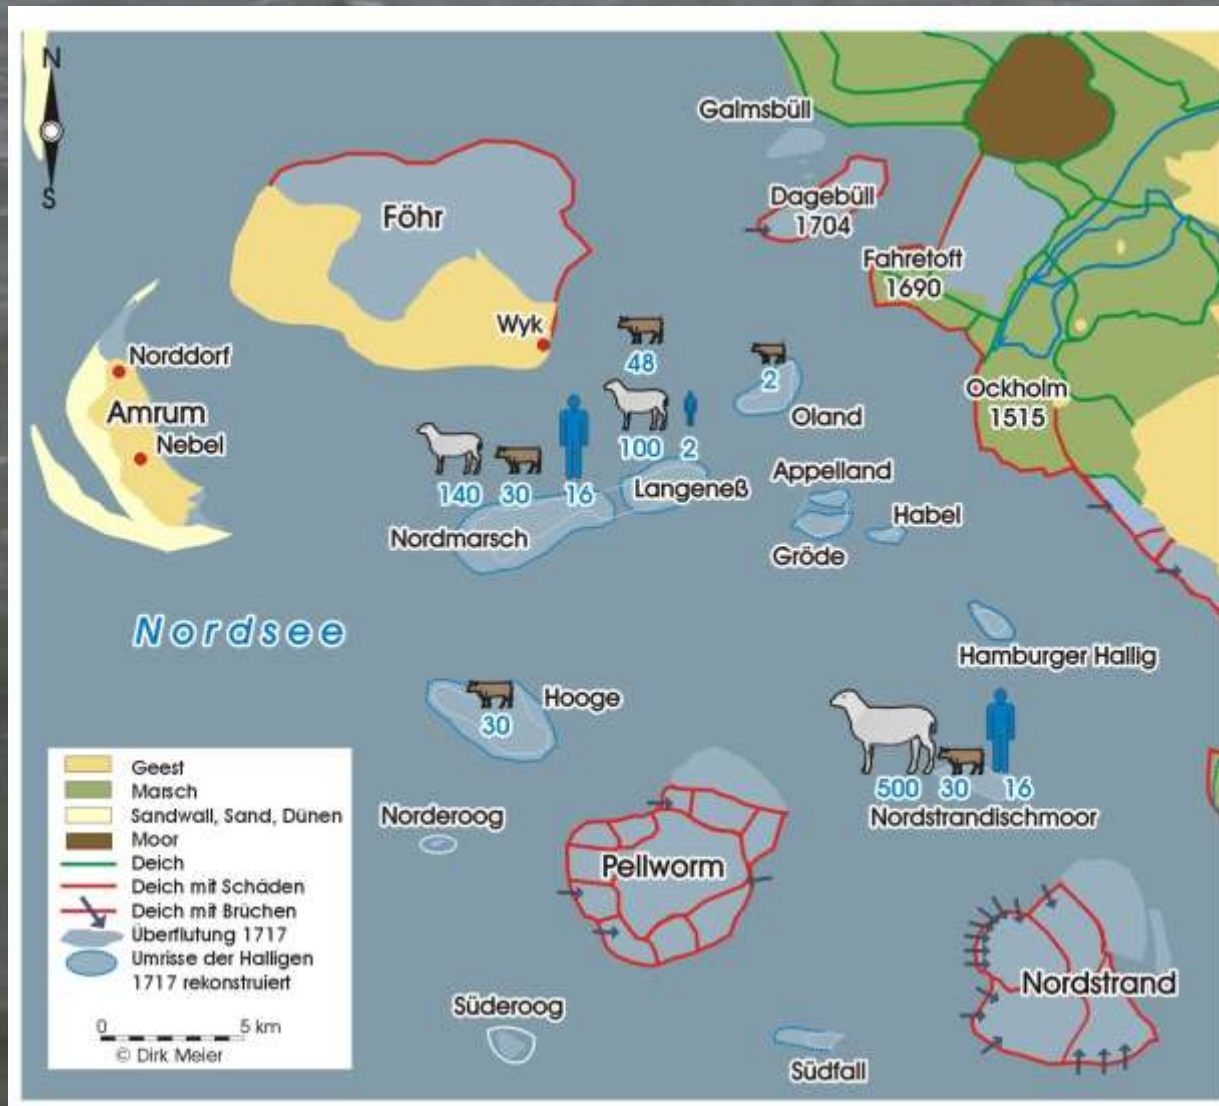 N
S
Galmsbüll
Dagebüll
1704
Föhr
Fahretoft
1690
Wyk
48
2
Norddorf
Amrum
Nebel
Ockholm
1515
Oland
100
2
140
30
16
Langeneß
Appelland
Habel
Nordmarsch
Gröde
Nordsee
Hamburger Hallig
Hooge
30
500
30
16
Nordstrandischmoor
Norderoog
Pellworm
Nordstrand
Süderoog
Südfall
Geest
Marsch
Sandwall, Sand, Dünen
Moor
Deich
Deich mit Schäden
Deich mit Brüchen
Überflutung 1717
Umrisse der Halligen
1717 rekonstruiert
0 5 km
© Dirk Meier